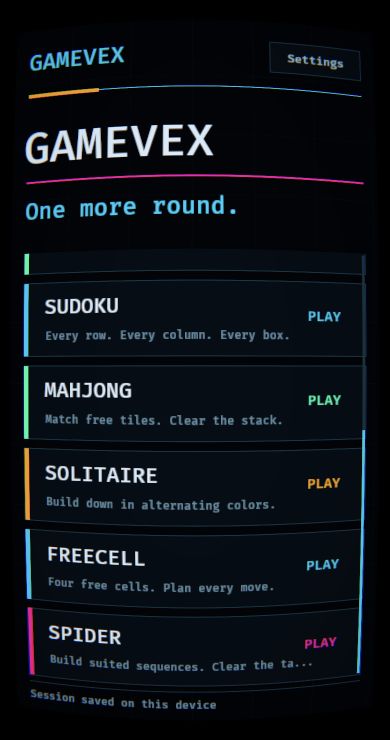 GAMEVEX
Settings
GAMEVEX
One more round.
SUDOKU
Every row. Every column. Every box.
PLAY
MAHJONG
Match free tiles. Clear the stack.
PLAY
SOLITAIRE
Build down in alternating colors.
PLAY
FREECELL
Four free cells. Plan every move.
PLAY
SPIDER
Build suited sequences. Clear the ta...
PLAY
Session saved on this device